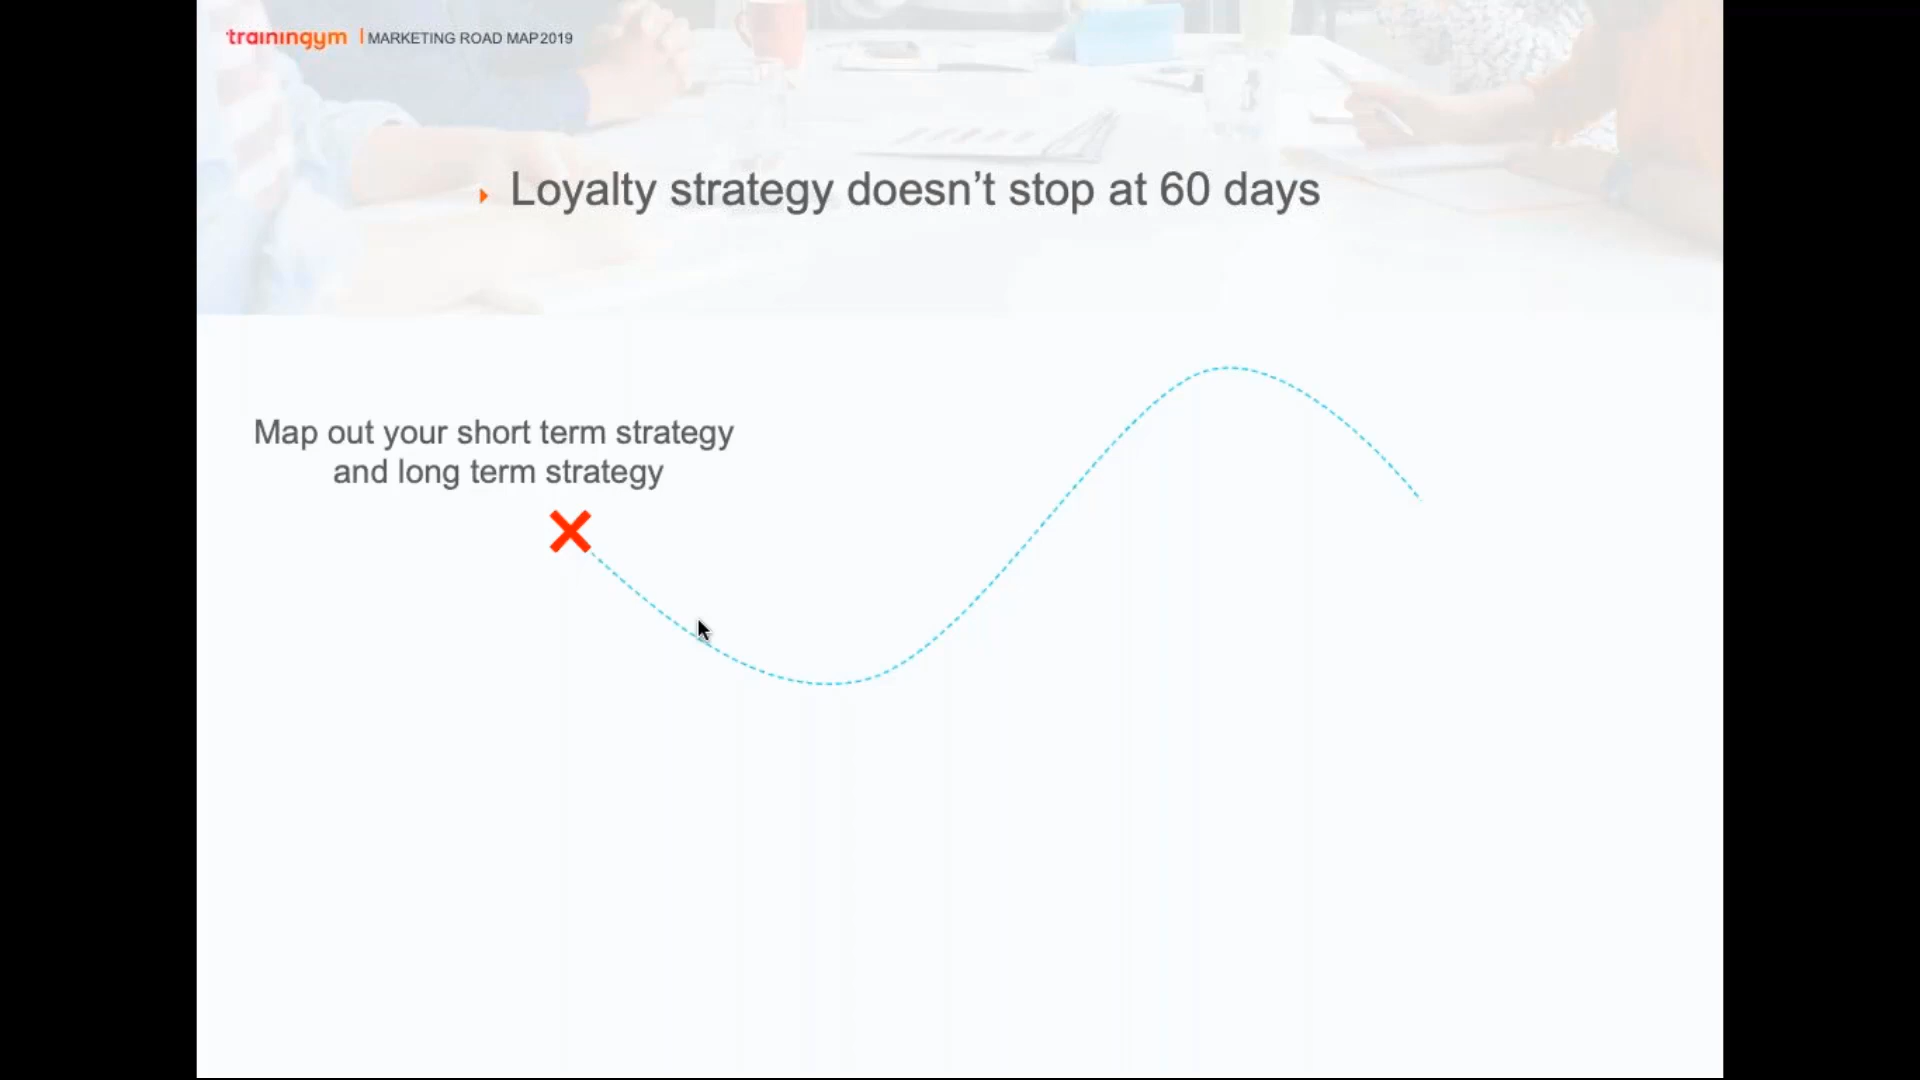 trainingym | MARKETING ROAD MAP 2019
Loyalty strategy doesn’t stop at 60 days
Map out your short term strategy
and long term strategy